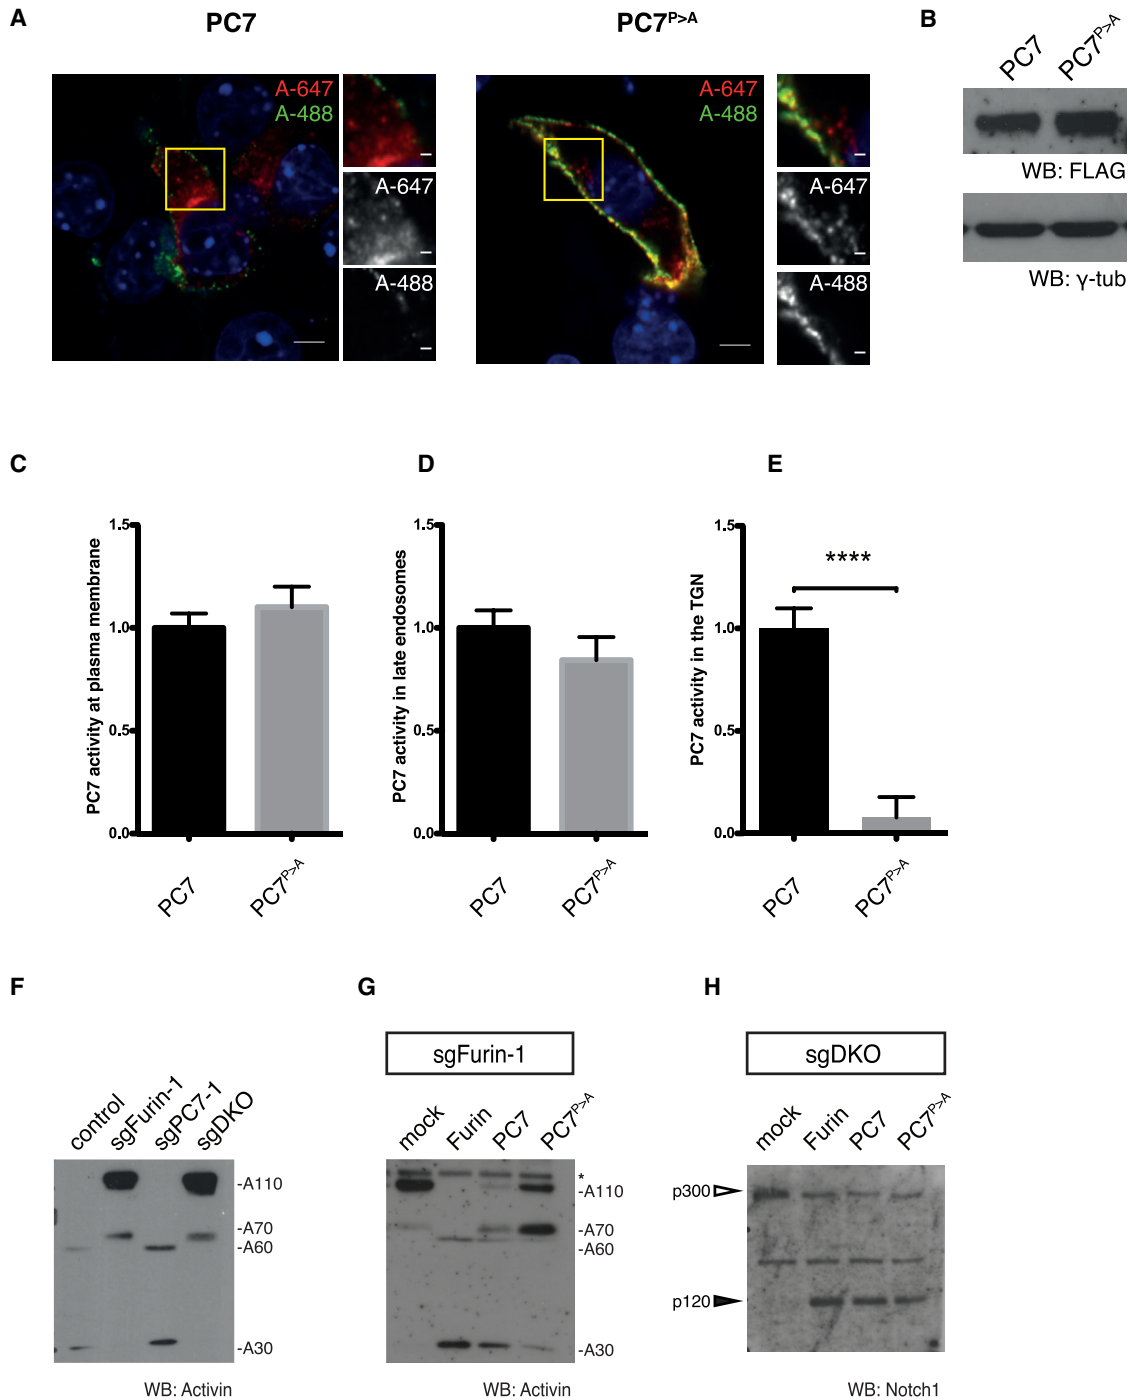 A
PC7
PC7P>A
B
A-647
A-488
A-647
A-488
A-647
A-488
A-647
A-488
PC7
PC7P>A
WB: FLAG
WB: γ-tub
C
D
E
PC7 activity at plasma membrane
1.5
1.0
0.5
0.0
PC7
PC7P>A
PC7 activity in late endosomes
1.5
1.0
0.5
0.0
PC7
PC7P>A
PC7 activity in the TGN
1.5
1.0
0.5
0.0
****
PC7
PC7P>A
F
control
sgFurin-1
sgPC7-1
sgDKO
-A110
-A70
-A60
-A30
WB: Activin
G
sgFurin-1
mock
Furin
PC7
PC7P>A
*
-A110
-A70
-A60
-A30
WB: Activin
H
sgDKO
mock
Furin
PC7
PC7P>A
p300
p120
WB: Notch1